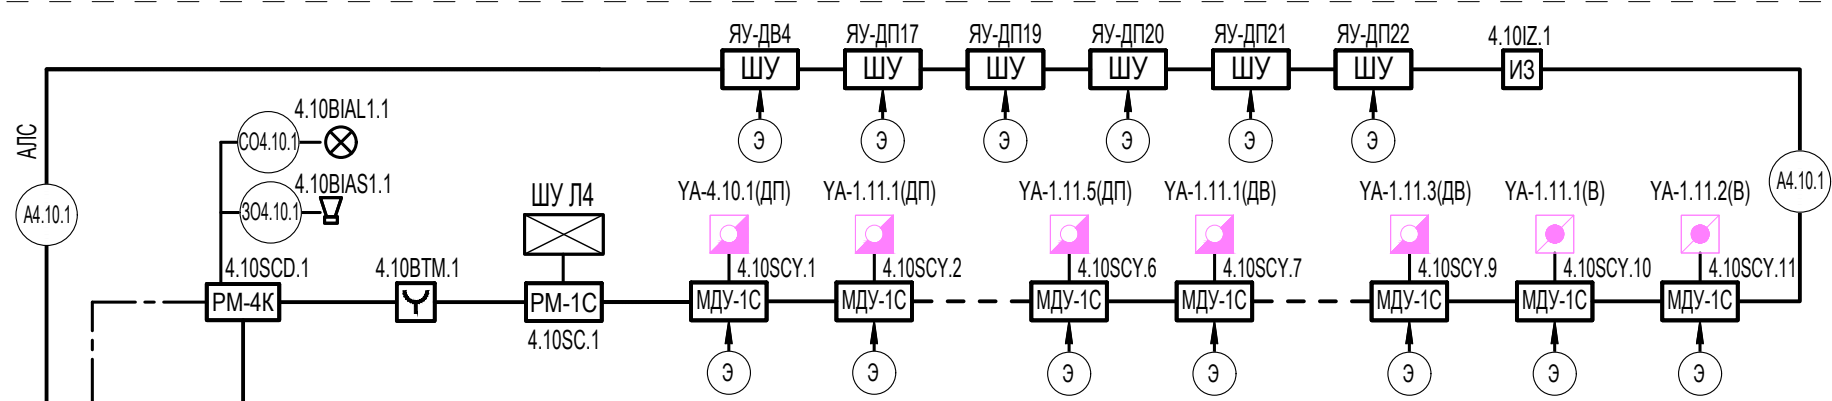 ЯУ-ДВ4 ЯУ-ДП17 ЯУ-ДП19 ЯУ-ДП20 ЯУ-ДП21 ЯУ-ДП22 4.10IZ.1
ШУ ШУ ШУ ШУ ШУ ШУ ИЗ
АЛС
4.10BIAL1.1
СО4.10.1
Э Э Э Э Э Э
4.10BIAS1.1
ЗО4.10.1
А4.10.1
ШУ Л4
YA-4.10.1(ДП) YA-1.11.1(ДП) YA-1.11.5(ДП) YA-1.11.1(ДВ) YA-1.11.3(ДВ) YA-1.11.1(В) YA-1.11.2(В)
А4.10.1
4.10SCD.1 4.10BTM.1 4.10SCY.1 4.10SCY.2 4.10SCY.6 4.10SCY.7 4.10SCY.9 4.10SCY.10 4.10SCY.11
РМ-4К РМ-1С МДУ-1С МДУ-1С МДУ-1С МДУ-1С МДУ-1С МДУ-1С МДУ-1С
4.10SC.1
Э Э Э Э Э Э Э